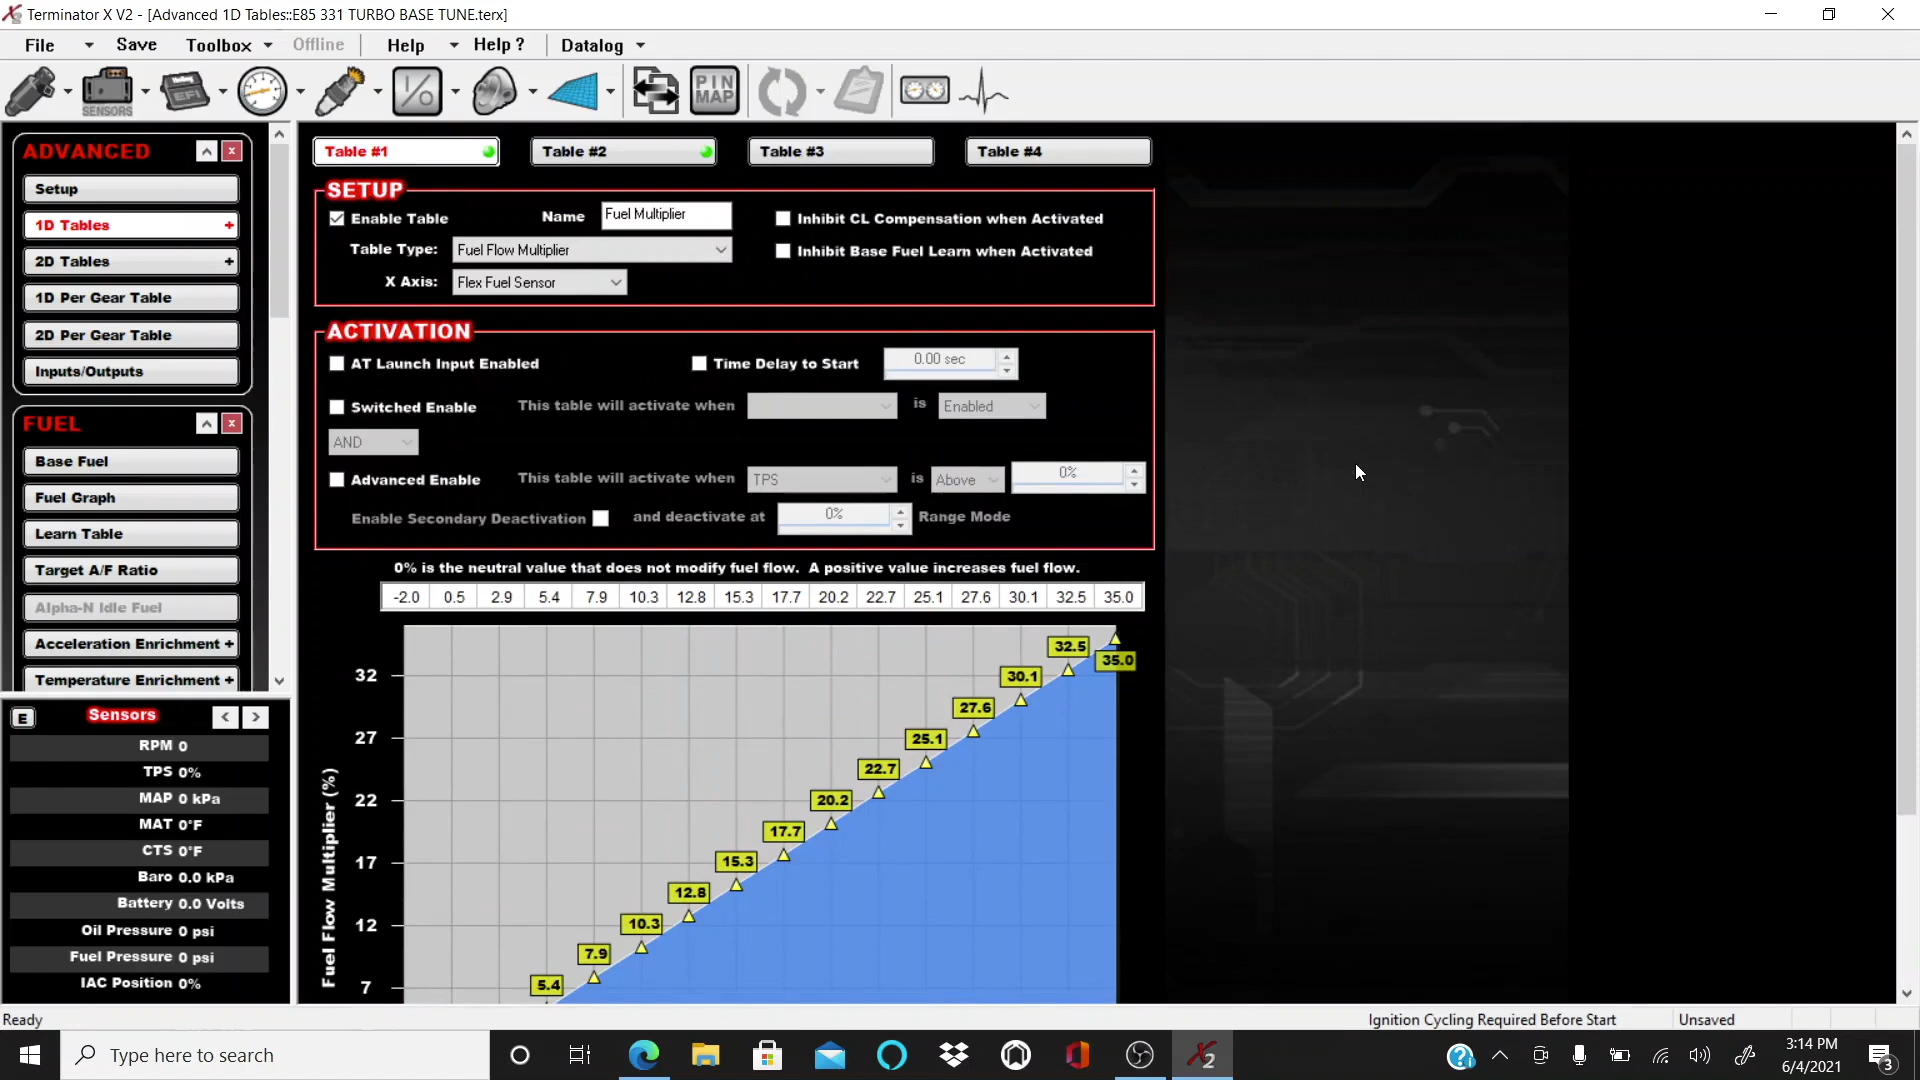 Terminator X V2 - [Advanced 1D Tables::E85 331 TURBO BASE TUNE.terx]
File Save Toolbox Offline Help Help ? Datalog
SENSORS EFI I/O PIN MAP
ADVANCED
Setup
1D Tables +
2D Tables +
1D Per Gear Table
2D Per Gear Table
Inputs/Outputs
FUEL
Base Fuel
Fuel Graph
Learn Table
Target A/F Ratio
Alpha-N Idle Fuel
Acceleration Enrichment +
Temperature Enrichment +
E Sensors < >
RPM 0
TPS 0%
MAP 0 kPa
MAT 0°F
CTS 0°F
Baro 0.0 kPa
Battery 0.0 Volts
Oil Pressure 0 psi
Fuel Pressure 0 psi
IAC Position 0%
Table #1 Table #2 Table #3 Table #4
SETUP
Enable Table Name Fuel Multiplier Inhibit CL Compensation when Activated
Table Type: Fuel Flow Multiplier Inhibit Base Fuel Learn when Activated
X Axis: Flex Fuel Sensor
ACTIVATION
AT Launch Input Enabled Time Delay to Start 0.00 sec
Switched Enable This table will activate when is Enabled
AND
Advanced Enable This table will activate when TPS is Above 0%
Enable Secondary Deactivation and deactivate at 0% Range Mode
0% is the neutral value that does not modify fuel flow. A positive value increases fuel flow.
-2.0 0.5 2.9 5.4 7.9 10.3 12.8 15.3 17.7 20.2 22.7 25.1 27.6 30.1 32.5 35.0
Fuel Flow Multiplier (%)
32
27
22
17
12
7
5.4
7.9
10.3
12.8
15.3
17.7
20.2
22.7
25.1
27.6
30.1
32.5
35.0
Ready Ignition Cycling Required Before Start Unsaved
Type here to search
3:14 PM
6/4/2021
3